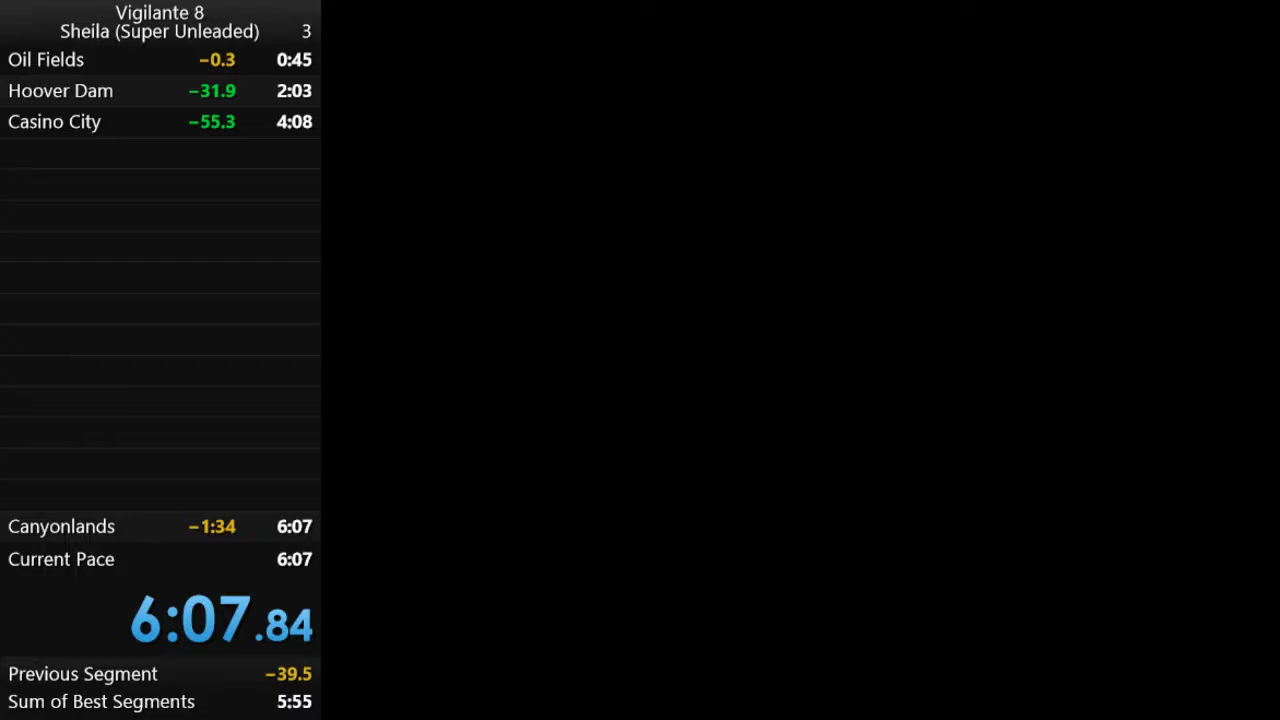 Vigilante 8
Sheila (Super Unleaded) 3
Oil Fields −0.3 0:45
Hoover Dam −31.9 2:03
Casino City −55.3 4:08
Canyonlands −1:34 6:07
Current Pace 6:07
6:07.84
Previous Segment −39.5
Sum of Best Segments 5:55